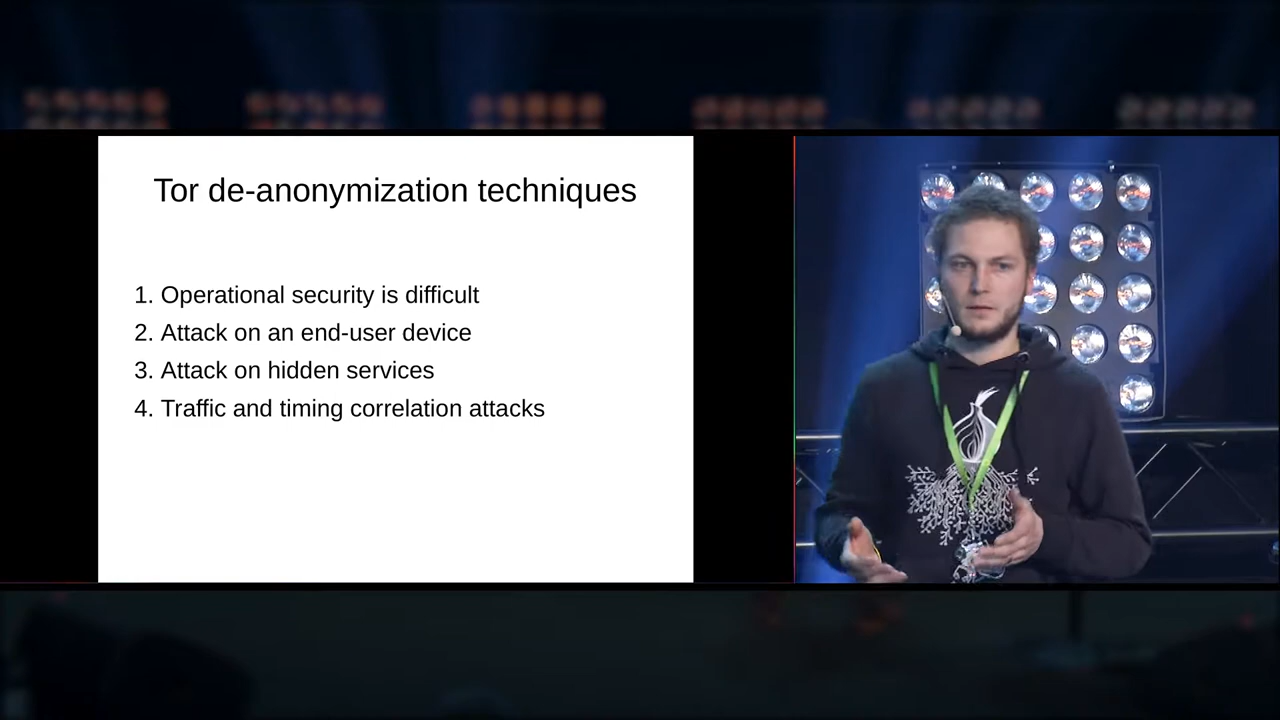 Tor de-anonymization techniques
1. Operational security is difficult
2. Attack on an end-user device
3. Attack on hidden services
4. Traffic and timing correlation attacks